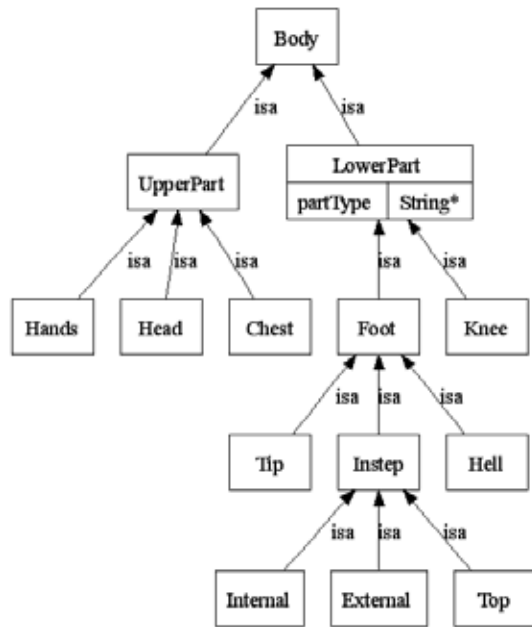 Body
isa
isa
UpperPart
LowerPart
partType String*
isa
isa
isa
isa
isa
Hands
Head
Chest
Foot
Knee
isa
isa
isa
Tip
Instep
Hell
isa
isa
isa
Internal
External
Top